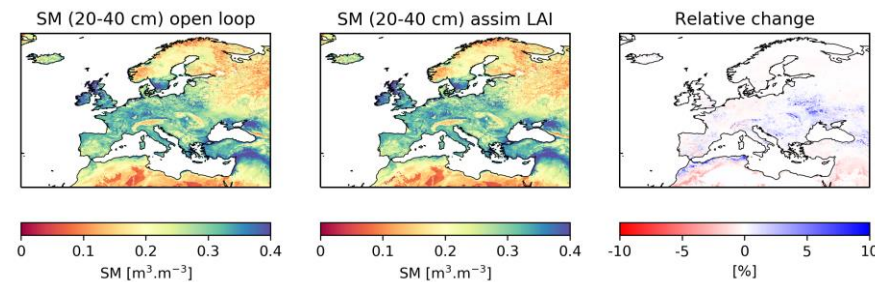 SM (20-40 cm) open loop
SM (20-40 cm) assim LAI
Relative change
0 0.1 0.2 0.3 0.4
SM [m³.m⁻³]
0 0.1 0.2 0.3 0.4
SM [m³.m⁻³]
-10 -5 0 5 10
[%]